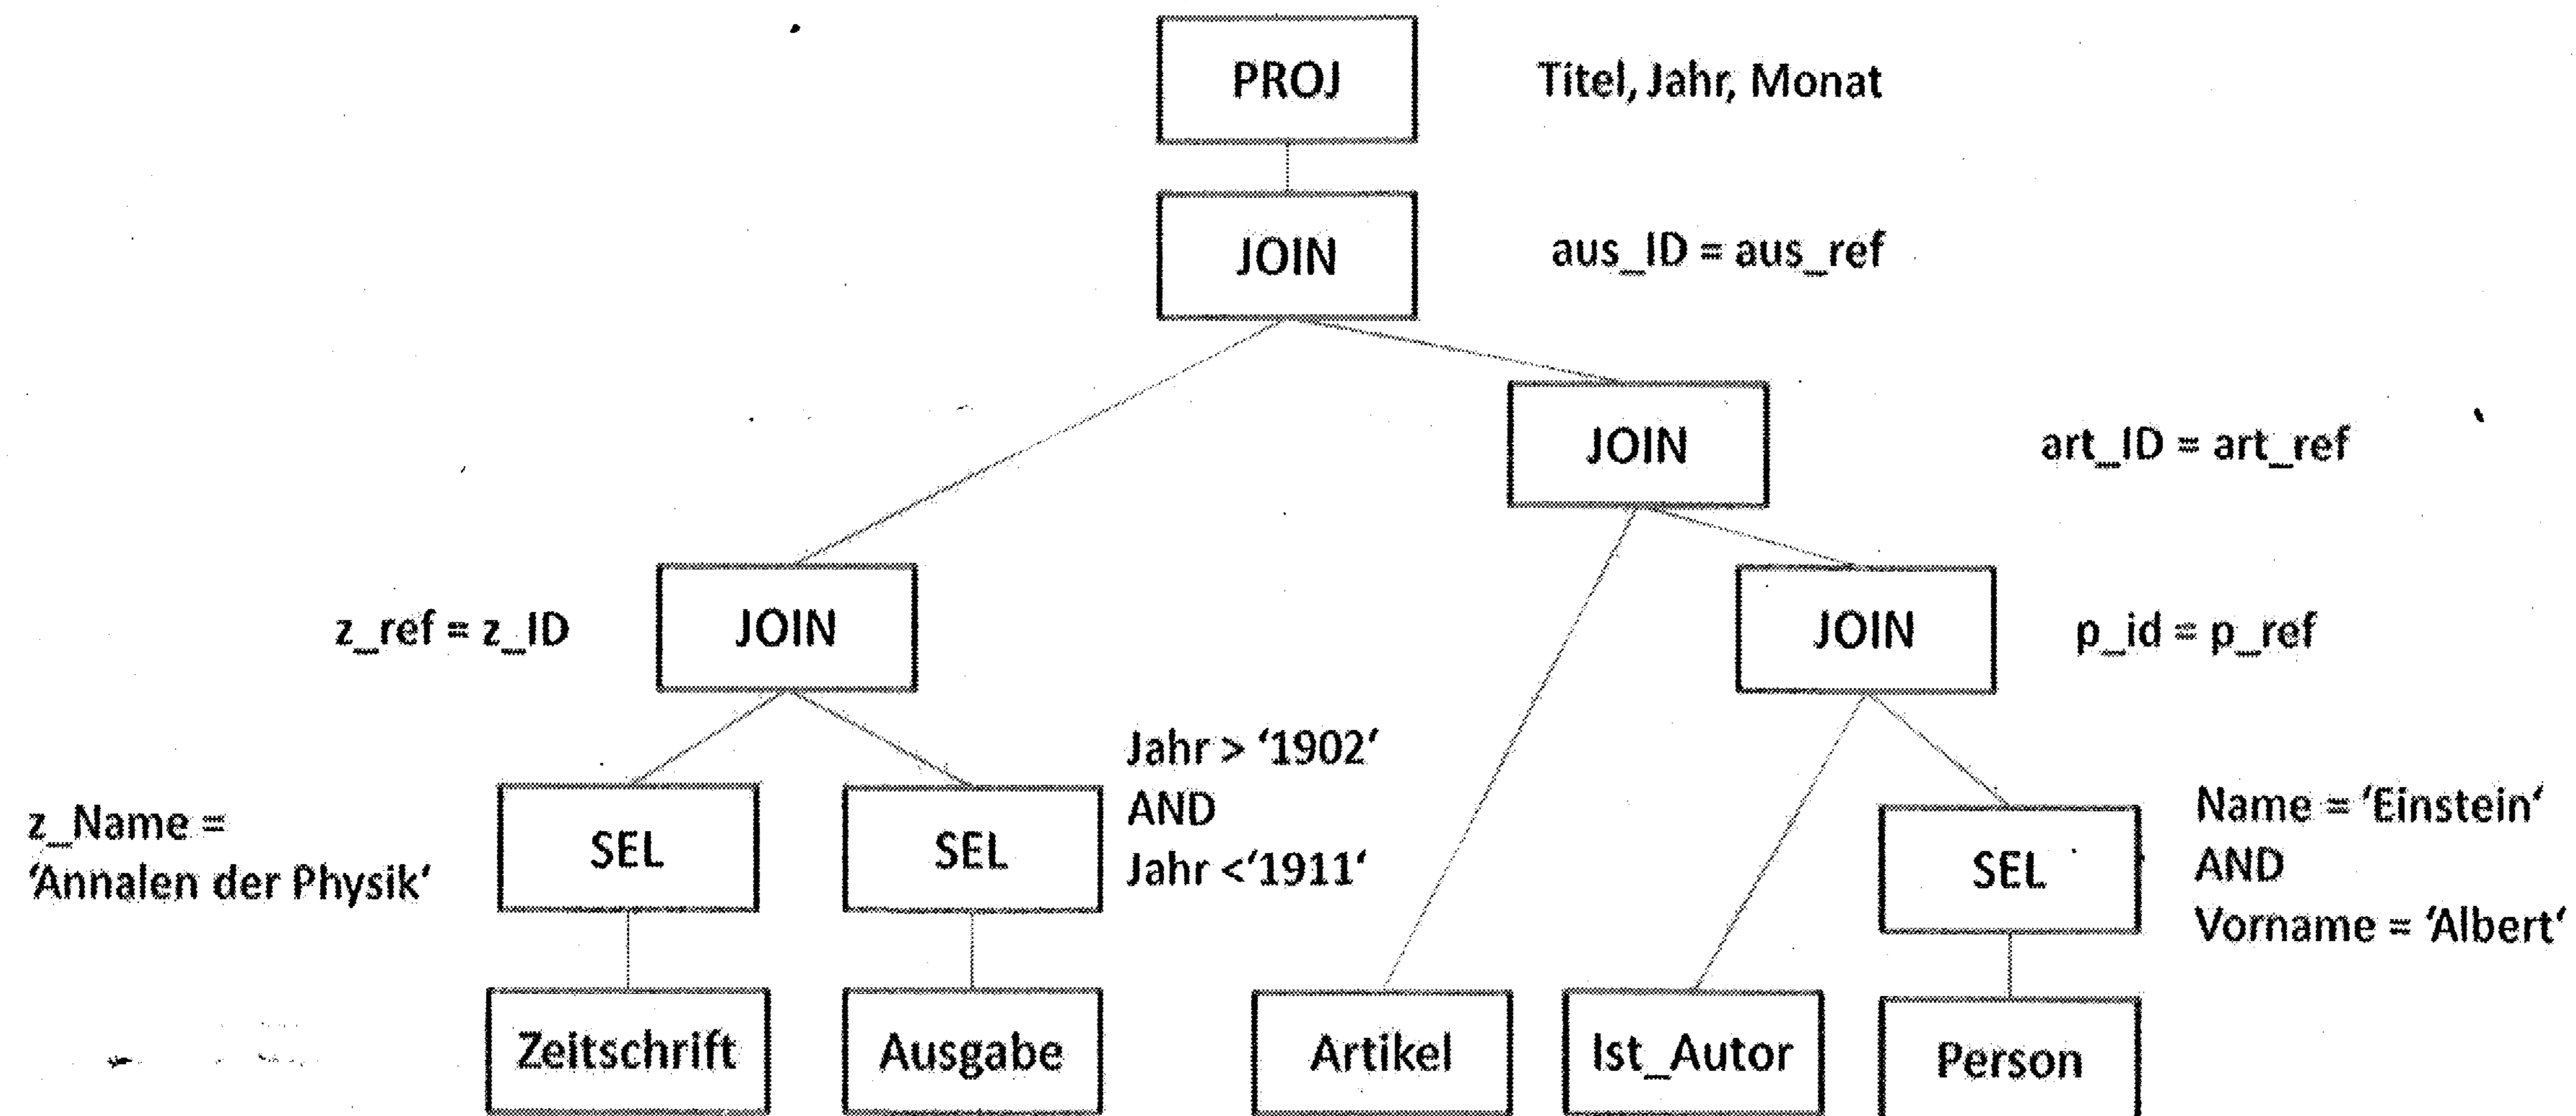 PROJ
Titel, Jahr, Monat
JOIN
aus_ID = aus_ref
JOIN
art_ID = art_ref
z_ref = z_ID
JOIN
JOIN
p_id = p_ref
z_Name =
'Annalen der Physik'
SEL
SEL
Jahr > '1902'
AND
Jahr <'1911'
SEL
Name = 'Einstein'
AND
Vorname = 'Albert'
Zeitschrift
Ausgabe
Artikel
Ist_Autor
Person